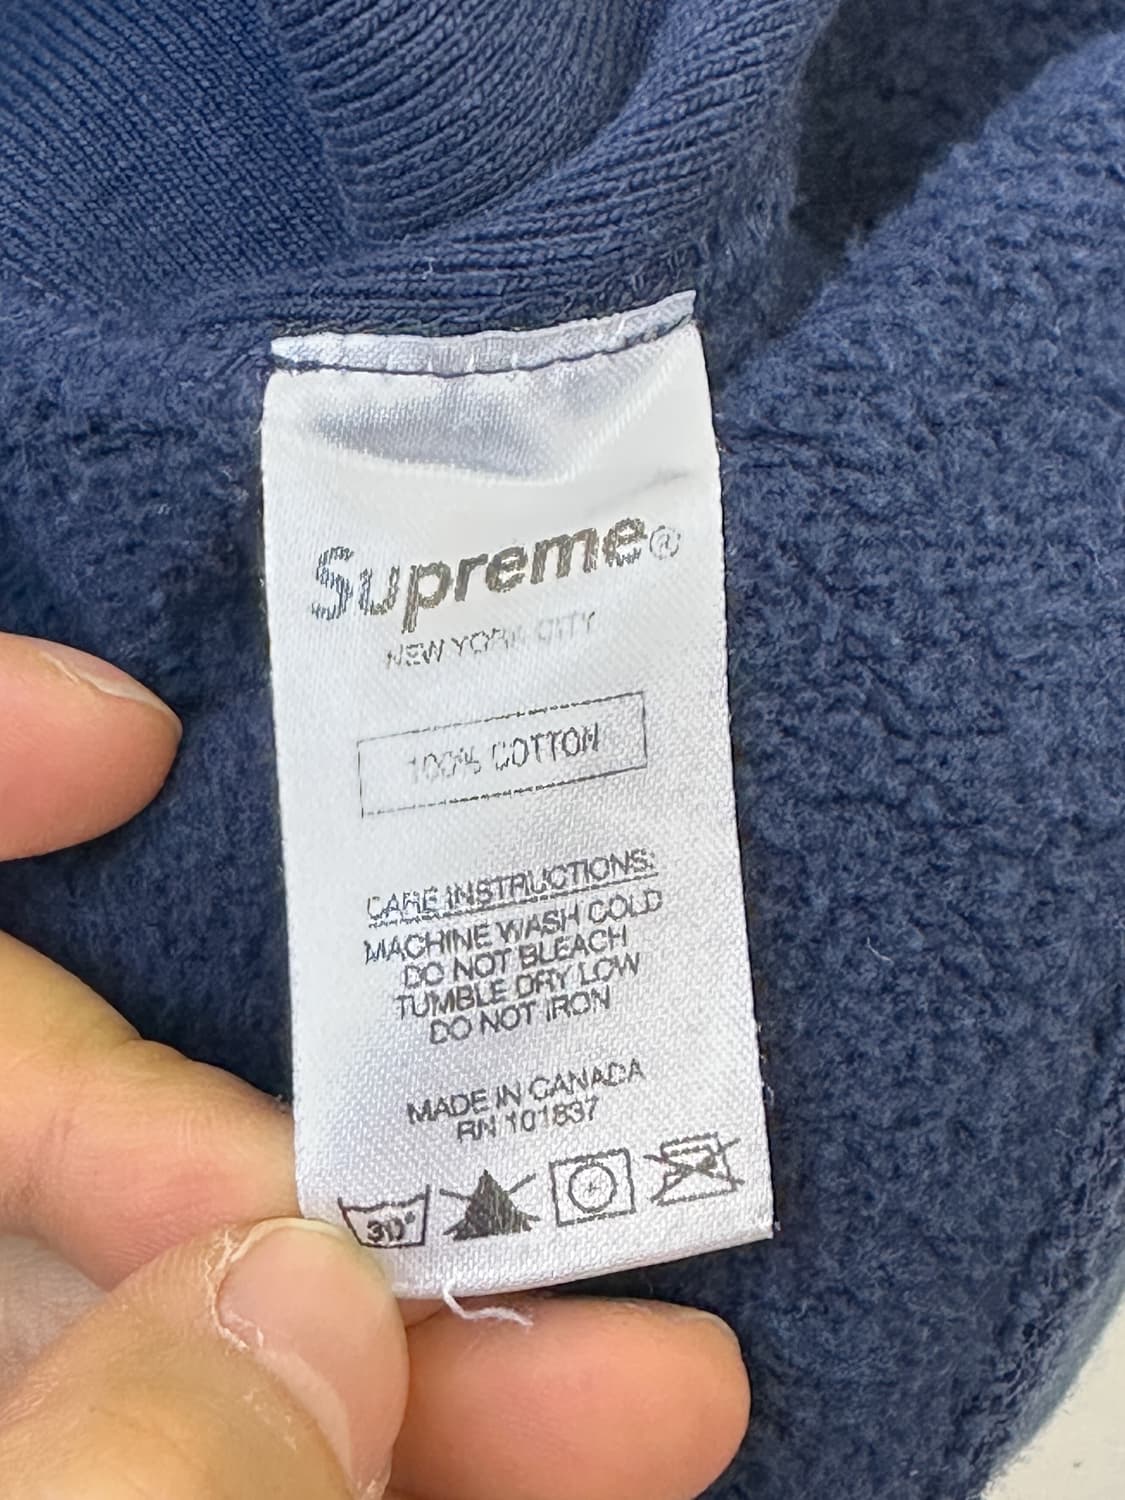 Supreme®
NEW YORK CITY
100% COTTON
CARE INSTRUCTIONS:
MACHINE WASH COLD
DO NOT BLEACH
TUMBLE DRY LOW
DO NOT IRON
MADE IN CANADA
RN 101837
30°